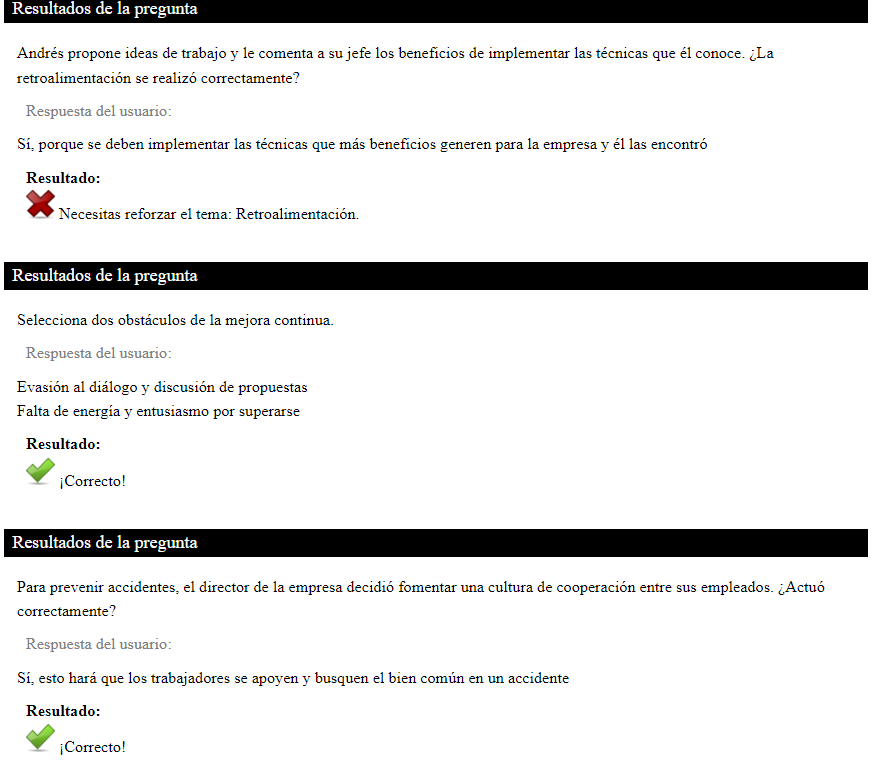 Resultados de la pregunta
Andrés propone ideas de trabajo y le comenta a su jefe los beneficios de implementar las técnicas que él conoce. ¿La
retroalimentación se realizó correctamente?
Respuesta del usuario:
Sí, porque se deben implementar las técnicas que más beneficios generen para la empresa y él las encontró
Resultado:
Necesitas reforzar el tema: Retroalimentación.
Resultados de la pregunta
Selecciona dos obstáculos de la mejora continua.
Respuesta del usuario:
Evasión al diálogo y discusión de propuestas
Falta de energía y entusiasmo por superarse
Resultado:
¡Correcto!
Resultados de la pregunta
Para prevenir accidentes, el director de la empresa decidió fomentar una cultura de cooperación entre sus empleados. ¿Actuó
correctamente?
Respuesta del usuario:
Sí, esto hará que los trabajadores se apoyen y busquen el bien común en un accidente
Resultado:
¡Correcto!